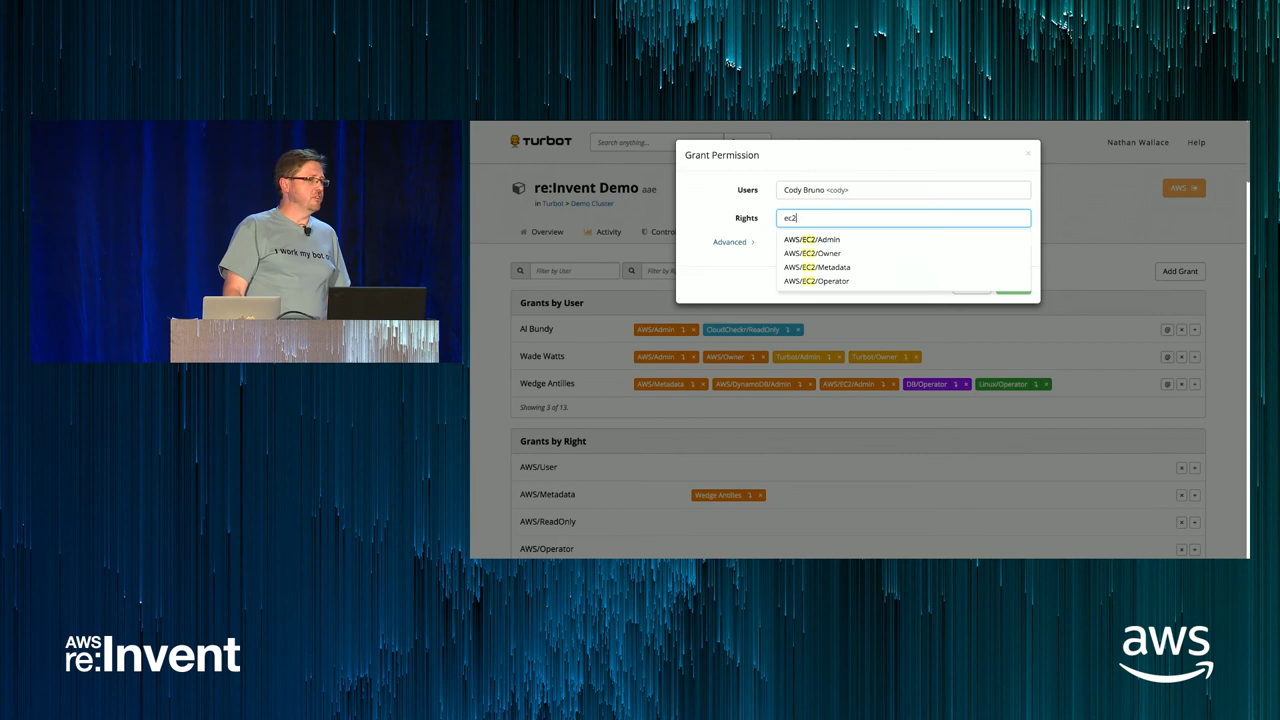 I work my bot o
TURBOT
Search anything...
Nathan Wallace
Help
re:Invent Demo aae
in Turbot > Demo Cluster
AWS
Overview
Activity
Control
Filter by User
Filter by Ri
Add Grant
Grant Permission
×
Users
Cody Bruno <cody>
Rights
ec2
Advanced >
AWS/EC2/Admin
AWS/EC2/Owner
AWS/EC2/Metadata
AWS/EC2/Operator
Grants by User
Al Bundy AWS/Admin CloudCheckr/ReadOnly
Wade Watts AWS/Admin AWS/Owner Turbot/Admin Turbot/Owner
Wedge Antilles AWS/Metadata AWS/DynamoDB/Admin AWS/EC2/Admin DB/Operator Linux/Operator
Showing 3 of 13.
Grants by Right
AWS/User
AWS/Metadata Wedge Antilles
AWS/ReadOnly
AWS/Operator
AWS
re:Invent
aws